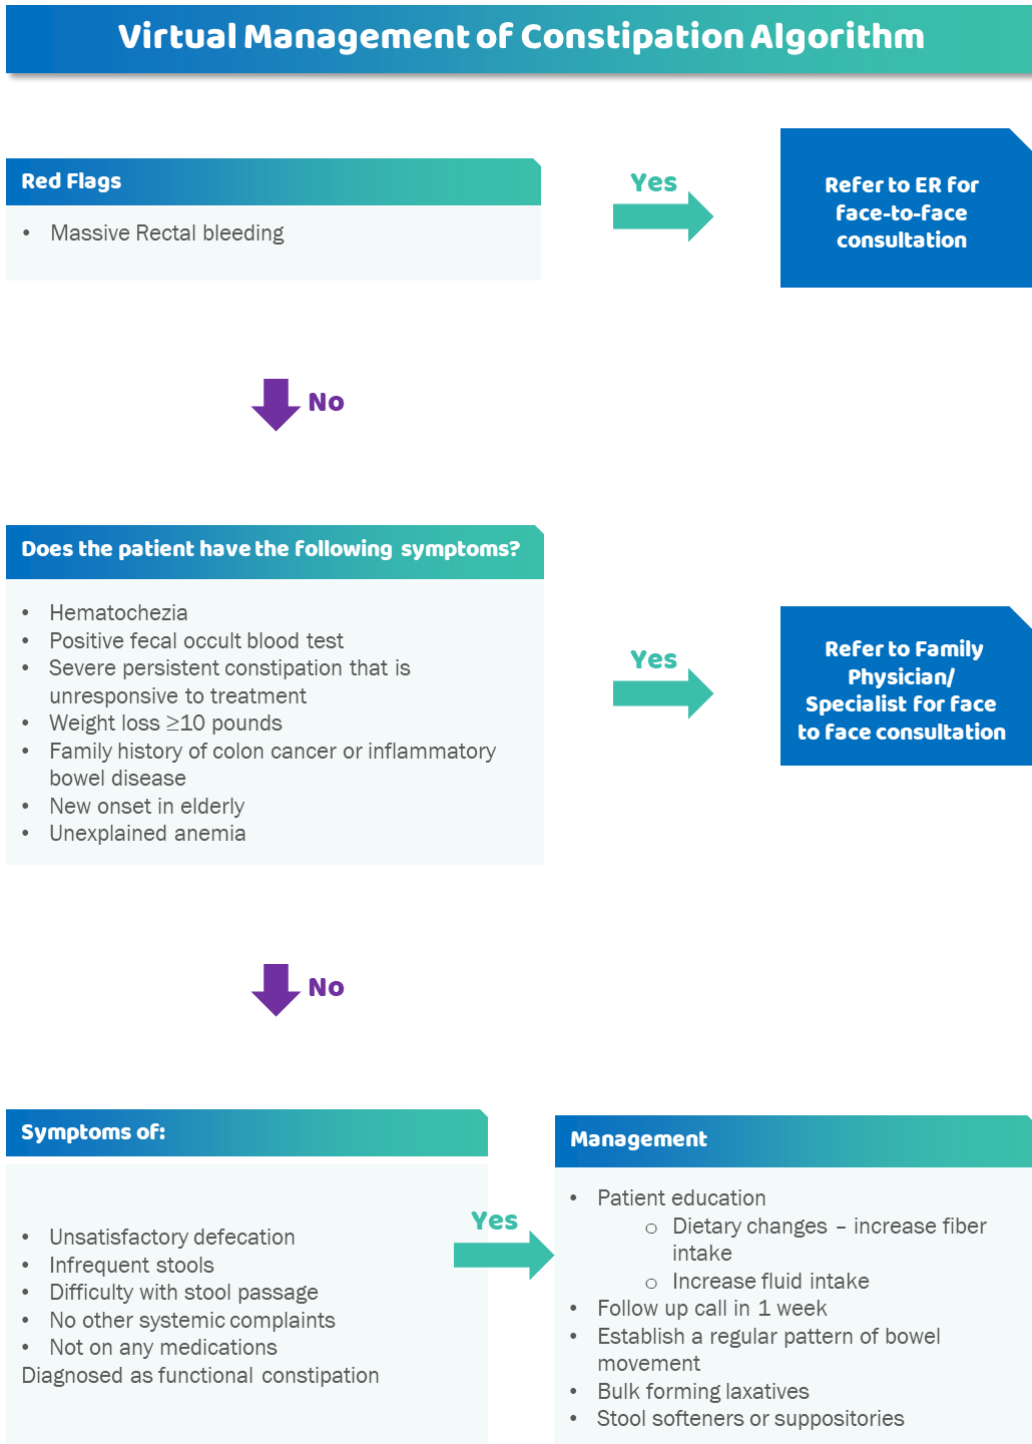 Virtual Management of Constipation Algorithm
Red Flags
• Massive Rectal bleeding
Yes
Refer to ER for
face-to-face
consultation
No
Does the patient have the following symptoms?
• Hematochezia
• Positive fecal occult blood test
• Severe persistent constipation that is
unresponsive to treatment
• Weight loss ≥10 pounds
• Family history of colon cancer or inflammatory
bowel disease
• New onset in elderly
• Unexplained anemia
Yes
Refer to Family
Physician/
Specialist for face
to face consultation
No
Symptoms of:
• Unsatisfactory defecation
• Infrequent stools
• Difficulty with stool passage
• No other systemic complaints
• Not on any medications
Diagnosed as functional constipation
Yes
Management
• Patient education
o Dietary changes – increase fiber
intake
o Increase fluid intake
• Follow up call in 1 week
• Establish a regular pattern of bowel
movement
• Bulk forming laxatives
• Stool softeners or suppositories